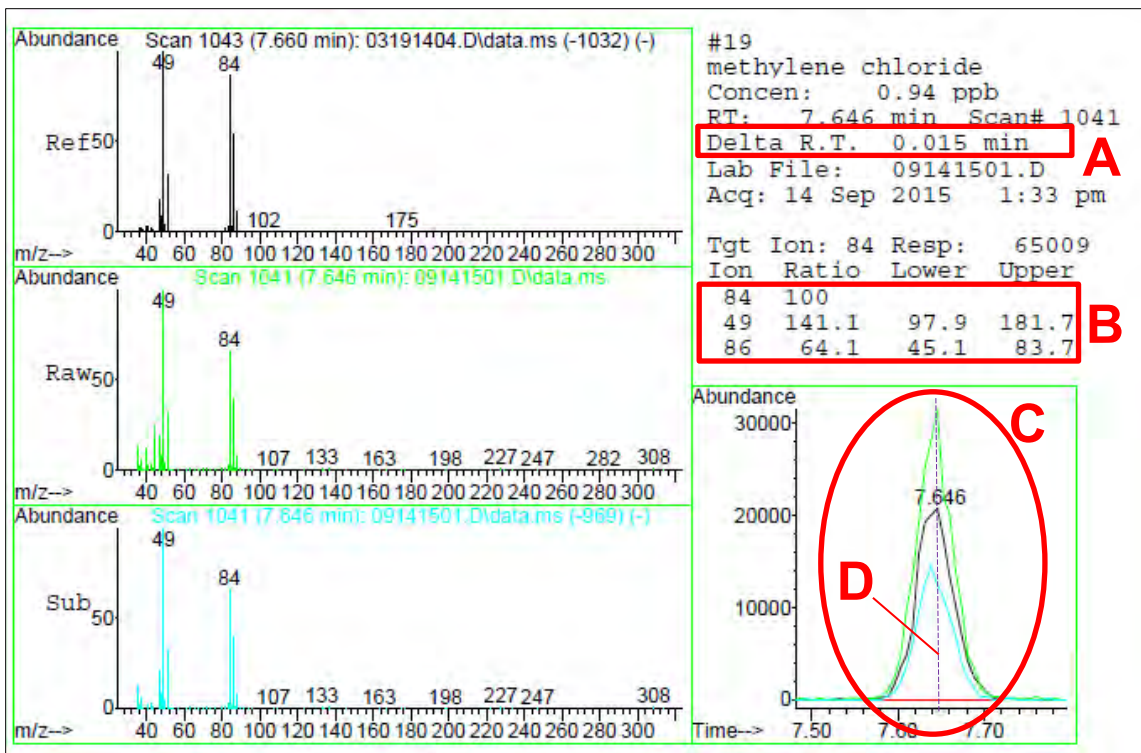 Abundance Scan 1043 (7.660 min): 03191404.D\data.ms (-1032) (-)
49 84
Ref 50
102 175
0
m/z--> 40 60 80 100 120 140 160 180 200 220 240 260 280 300
Abundance Scan 1041 (7.646 min): 09141501.D\data.ms
49
84
Raw 50
107 133 163 198 227 247 282 308
0
m/z--> 40 60 80 100 120 140 160 180 200 220 240 260 280 300
Abundance Scan 1041 (7.646 min): 09141501.D\data.ms (-969) (-)
49
84
Sub 50
107 133 163 198 227 247 308
0
m/z--> 40 60 80 100 120 140 160 180 200 220 240 260 280 300
#19
methylene chloride
Concen: 0.94 ppb
RT: 7.646 min Scan# 1041
Delta R.T. 0.015 min
A
Lab File: 09141501.D
Acq: 14 Sep 2015 1:33 pm
Tgt Ion: 84 Resp: 65009
Ion Ratio Lower Upper
84 100
49 141.1 97.9 181.7
B
86 64.1 45.1 83.7
Abundance
30000
C
7.646
20000
D
10000
0
Time--> 7.50 7.60 7.70